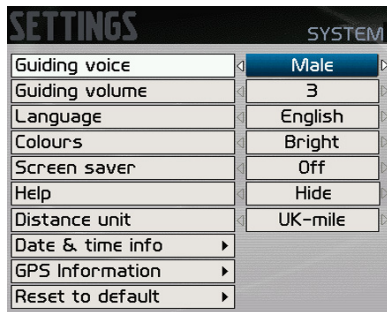 SETTINGS
SYSTEM
Guiding voice Male
Guiding volume 3
Language English
Colours Bright
Screen saver Off
Help Hide
Distance unit UK-mile
Date & time info
GPS Information
Reset to default